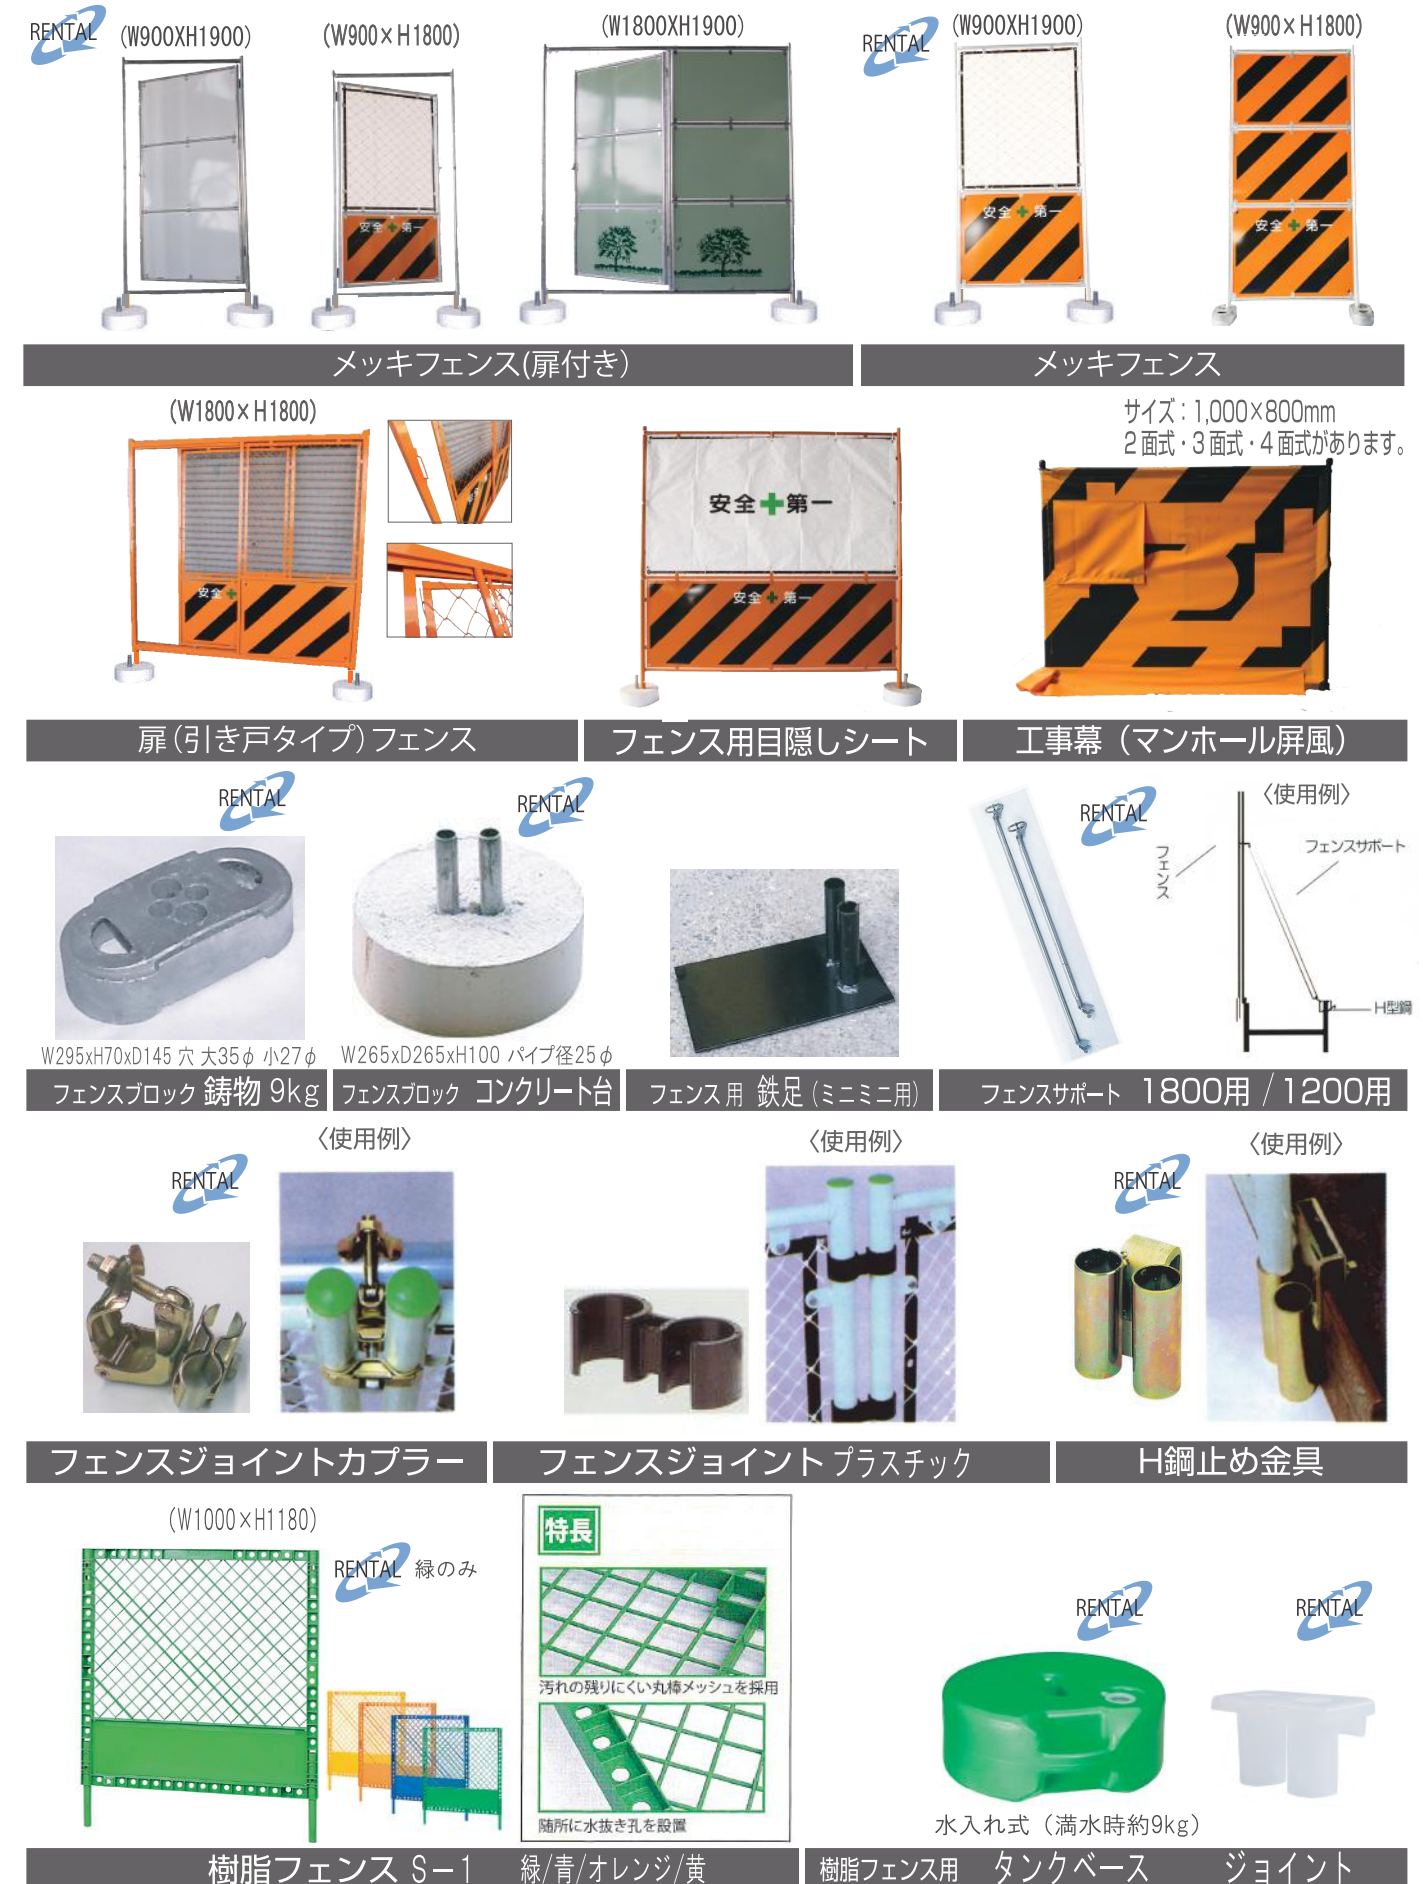 RENTAL
(W900XH1900)
(W900×H1800)
(W1800XH1900)
安全＋第一
メッキフェンス(扉付き)
RENTAL
(W900XH1900)
(W900×H1800)
安全＋第一
安全＋第一
メッキフェンス
(W1800×H1800)
安全＋
扉(引き戸タイプ)フェンス
安全＋第一
安全＋第一
フェンス用目隠しシート
サイズ：1,000×800mm
2面式・3面式・4面式があります。
工事幕（マンホール屏風）
RENTAL
W295xH70xD145 穴 大35φ 小27φ
フェンスブロック 鋳物 9kg
RENTAL
W265xD265xH100 パイプ径25φ
フェンスブロック コンクリート台
フェンス用 鉄足（ミニミニ用）
RENTAL
〈使用例〉
フェンス
フェンスサポート
H型鋼
フェンスサポート 1800用/1200用
RENTAL
〈使用例〉
フェンスジョイントカプラー
〈使用例〉
フェンスジョイント プラスチック
RENTAL
〈使用例〉
H鋼止め金具
(W1000×H1180)
RENTAL 緑のみ
特長
汚れの残りにくい丸棒メッシュを採用
随所に水抜き孔を設置
樹脂フェンス S－1 緑/青/オレンジ/黄
RENTAL
RENTAL
水入れ式（満水時約9kg）
樹脂フェンス用 タンクベース ジョイント